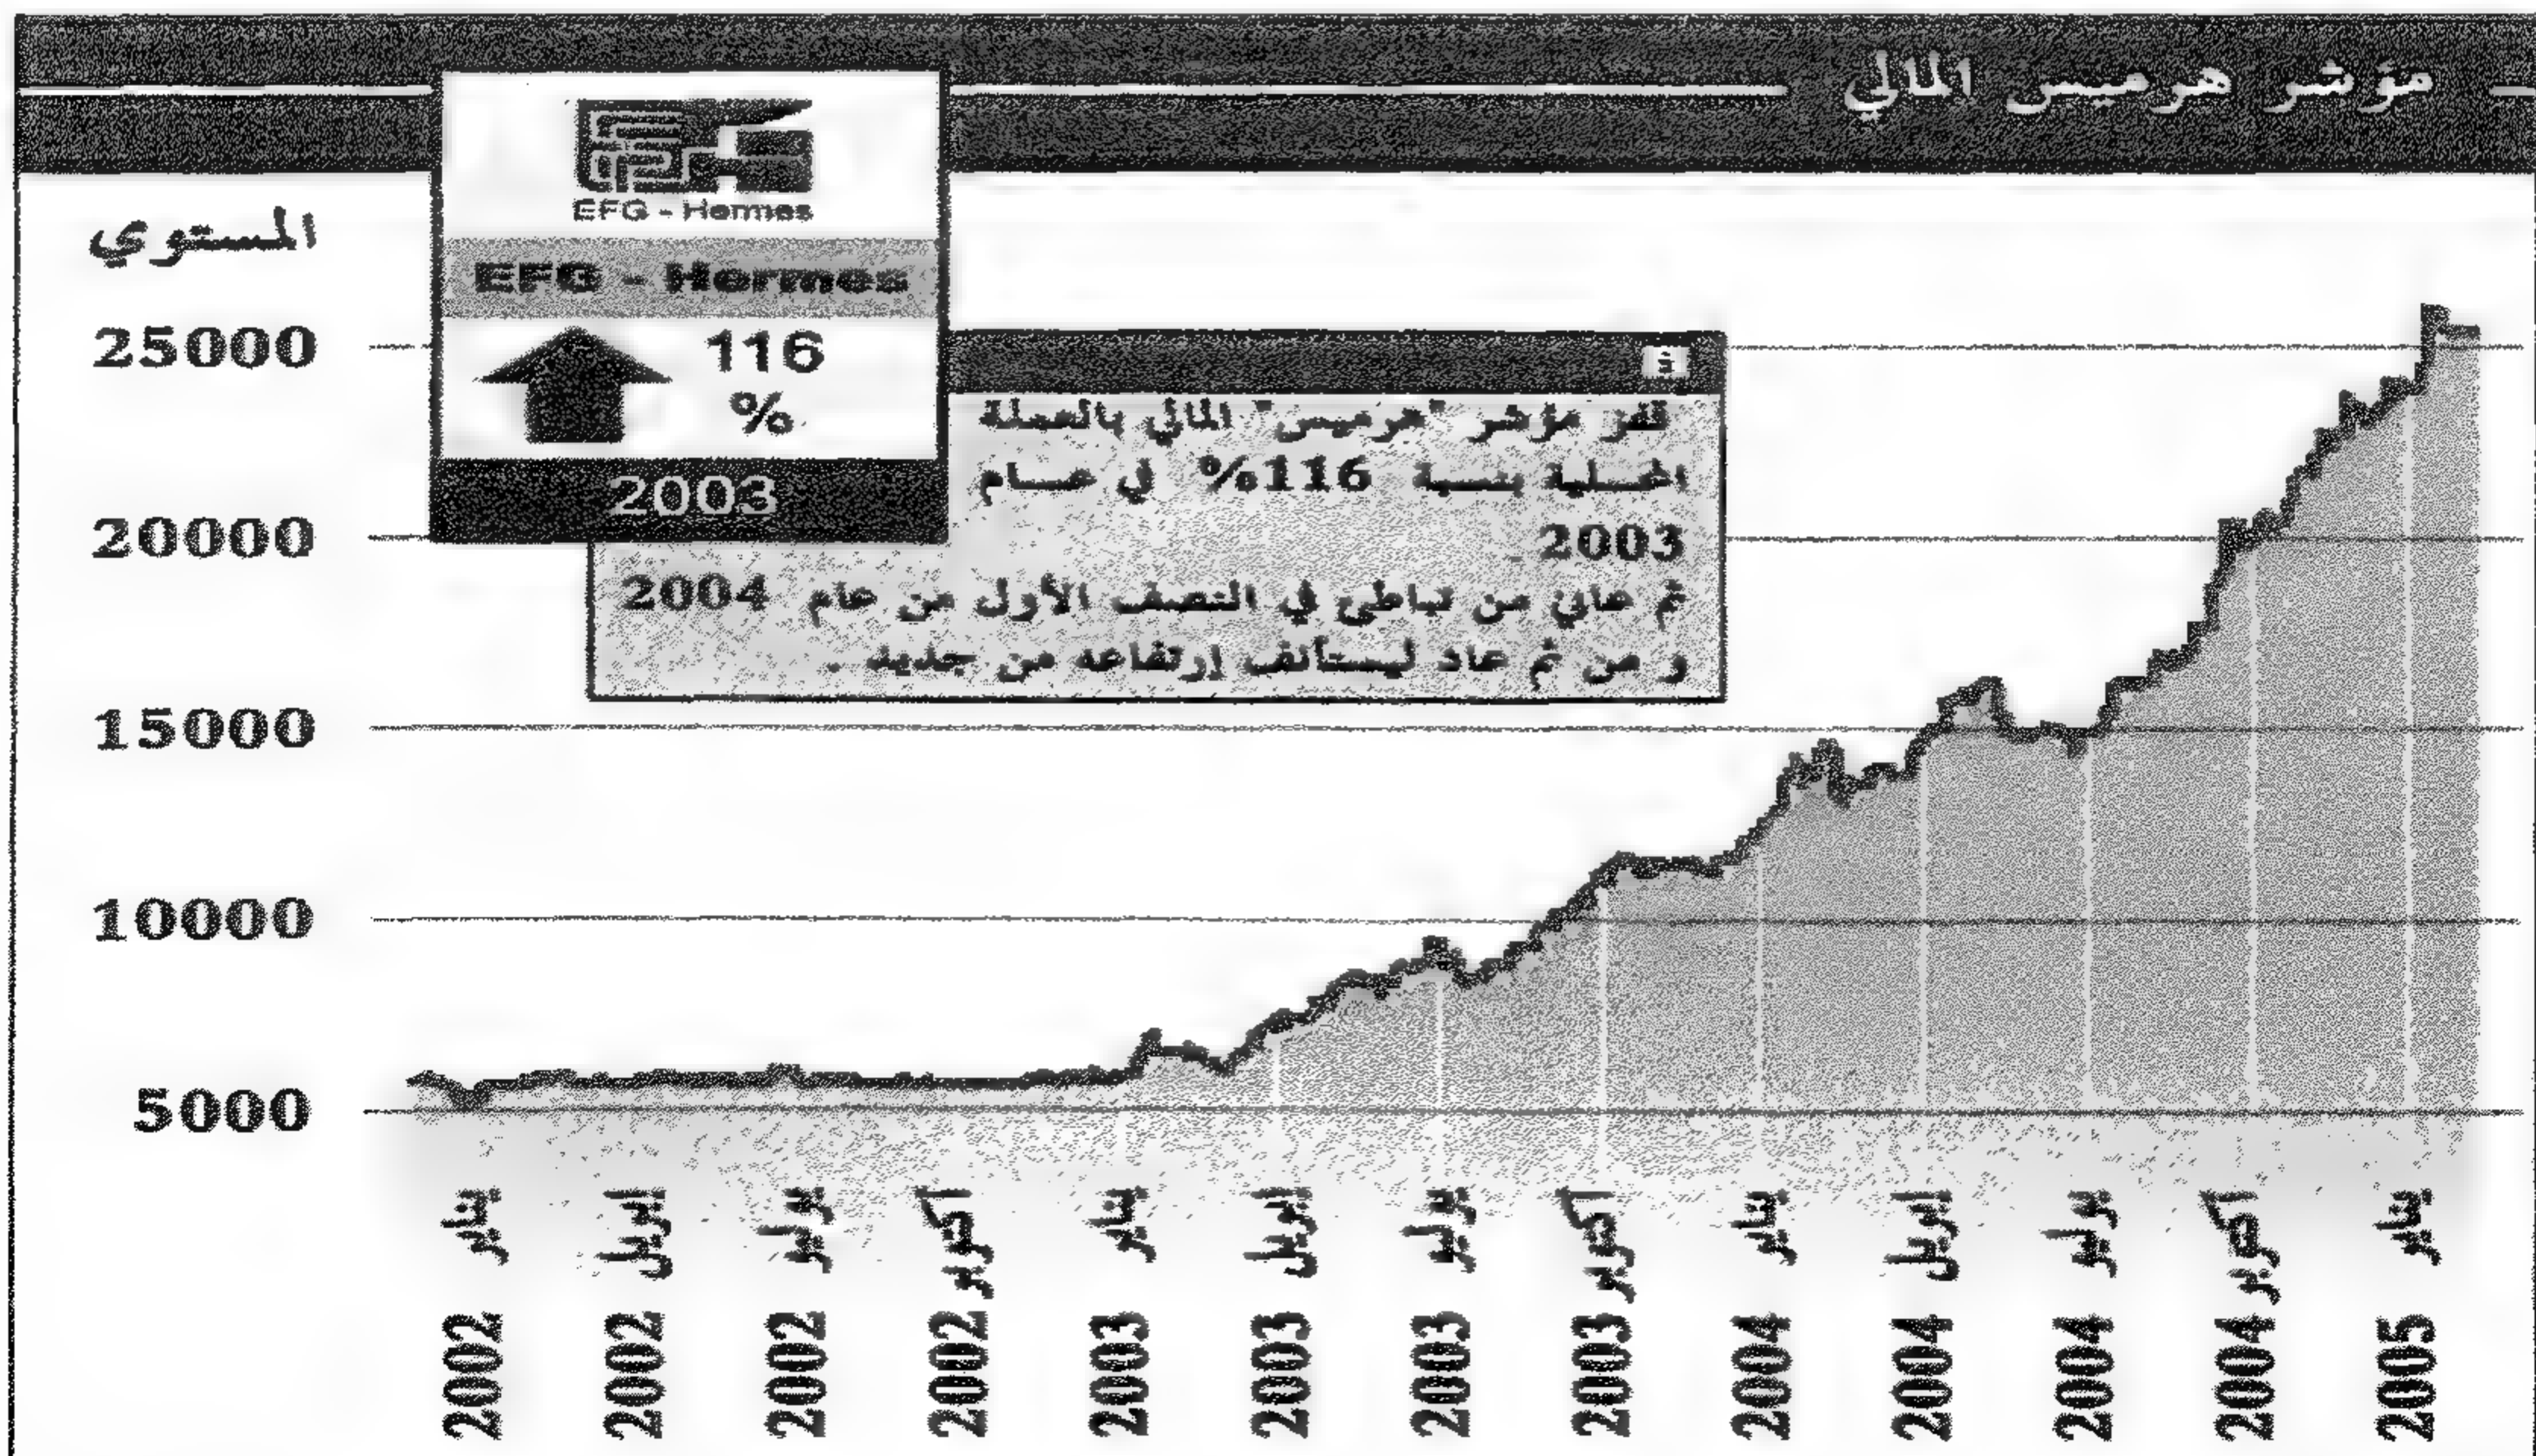 مؤشر هرميس المالي
EFG - Hermes
EFG - Hermes
116
%
2003
المستوي
25000
20000
15000
10000
5000
قفز مؤشر "هرميس" المالي بالعملة
المحلية بنسبة 116% في عام
2003
ثم عاني من تباطئ في النصف الأول من عام 2004
و من ثم عاد ليستأنف إرتفاعه من جديد .
يناير 2002
ابريل 2002
يوليو 2002
اكتوبر 2002
يناير 2003
ابريل 2003
يوليو 2003
اكتوبر 2003
يناير 2004
ابريل 2004
يوليو 2004
اكتوبر 2004
يناير 2005